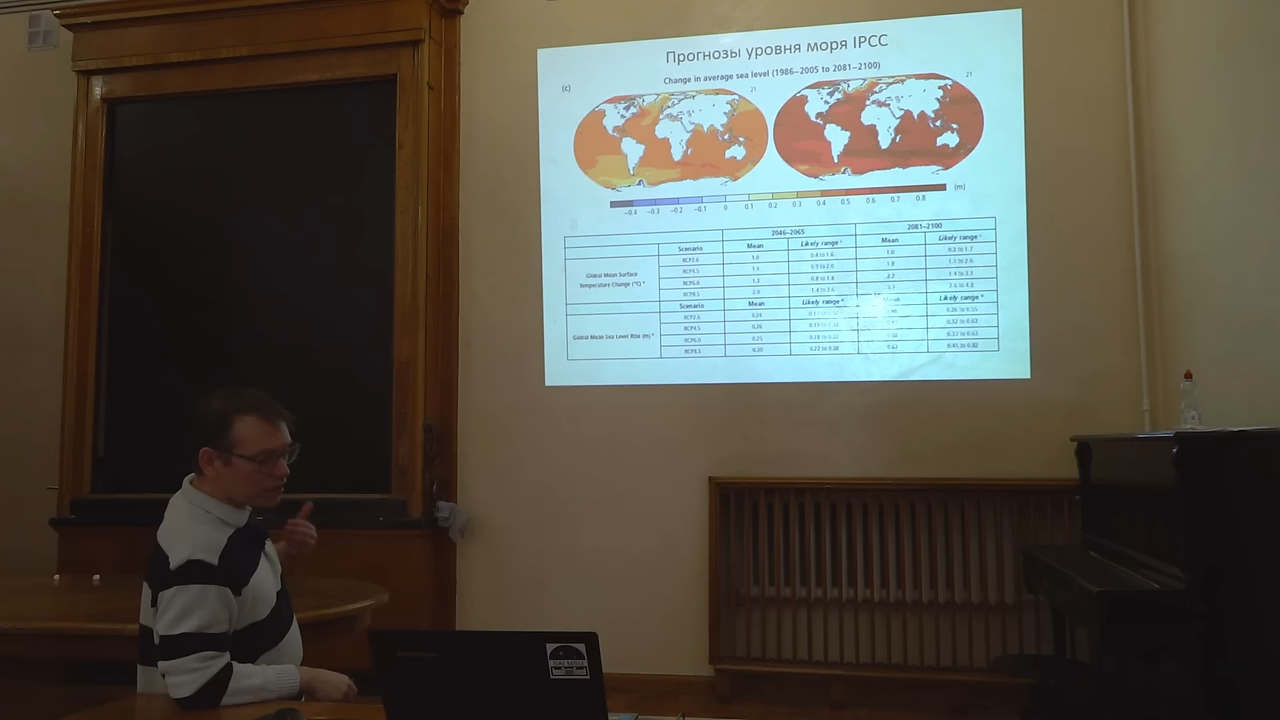 Прогнозы уровня моря IPCC
Change in average sea level (1986–2005 to 2081–2100)
(c)
21
21
−0.4 −0.3 −0.2 −0.1 0 0.1 0.2 0.3 0.4 0.5 0.6 0.7 0.8 (m)
2046–2065 2081–2100
Scenario Mean Likely range c Mean Likely range c
Global Mean Surface Temperature Change (°C) a
RCP2.6 1.0 0.4 to 1.6 1.0 0.3 to 1.7
RCP4.5 1.4 0.9 to 2.0 1.8 1.1 to 2.6
RCP6.0 1.3 0.8 to 1.8 2.2 1.4 to 3.1
RCP8.5 2.0 1.4 to 2.6 3.7 2.6 to 4.8
Scenario Mean Likely range d Mean Likely range d
Global Mean Sea Level Rise (m) b
RCP2.6 0.24 0.26 to 0.55
RCP4.5 0.26 0.32 to 0.63
RCP6.0 0.25 0.33 to 0.63
RCP8.5 0.30 0.22 to 0.38 0.63 0.45 to 0.82
SAI MSU